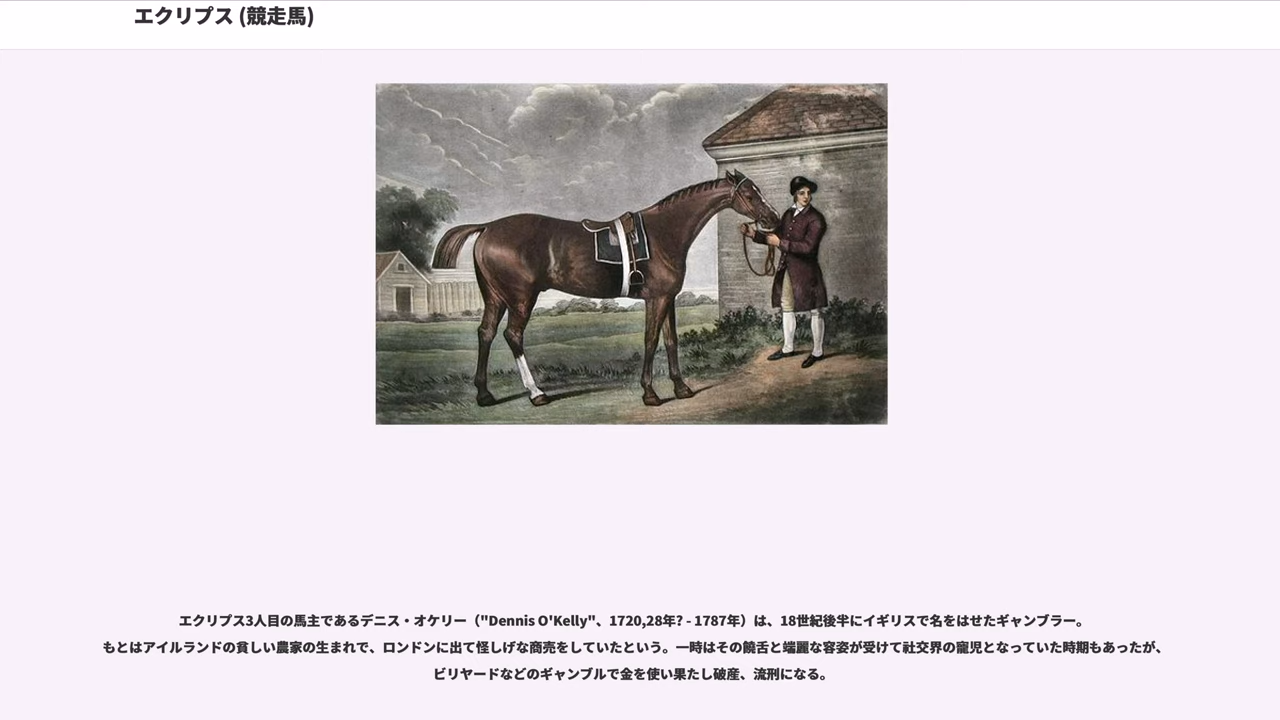 エクリプス (競走馬)
エクリプス3人目の馬主であるデニス・オケリー（"Dennis O'Kelly"、1720,28年? - 1787年）は、18世紀後半にイギリスで名をはせたギャンブラー。
もとはアイルランドの貧しい農家の生まれで、ロンドンに出て怪しげな商売をしていたという。一時はその饒舌と端麗な容姿が受けて社交界の寵児となっていた時期もあったが、
ビリヤードなどのギャンブルで金を使い果たし破産、流刑になる。